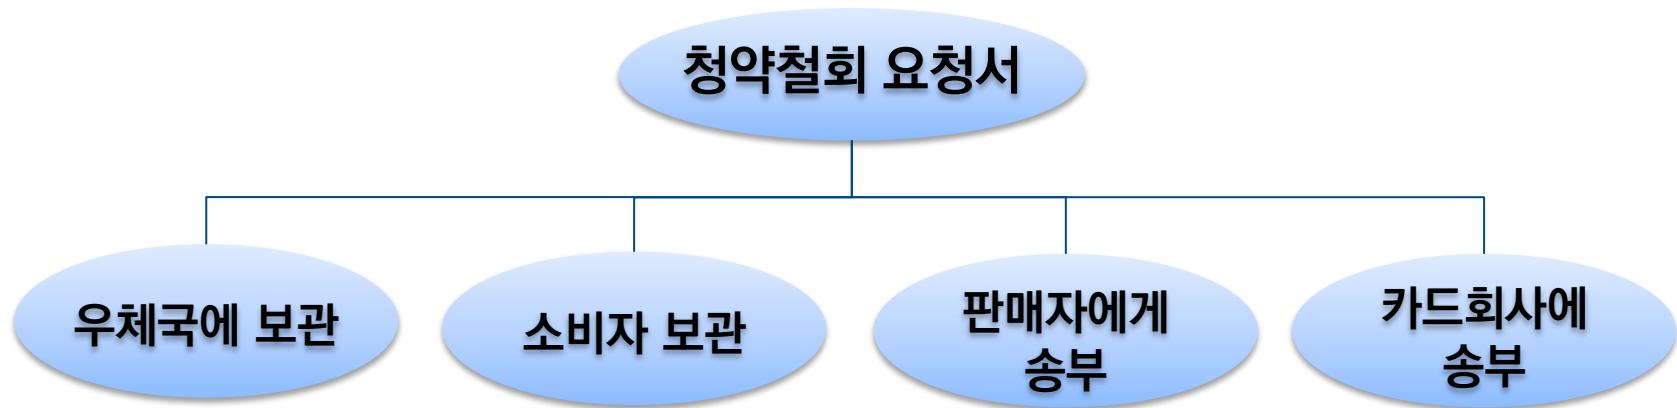 청약철회 요청서
우체국에 보관
소비자 보관
판매자에게
송부
카드회사에
송부